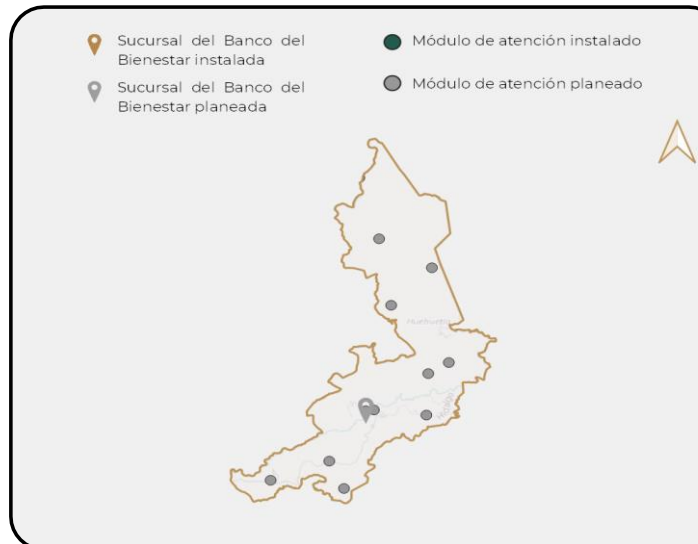 Sucursal del Banco del
Bienestar instalada
Sucursal del Banco del
Bienestar planeada
Módulo de atención instalado
Módulo de atención planeado